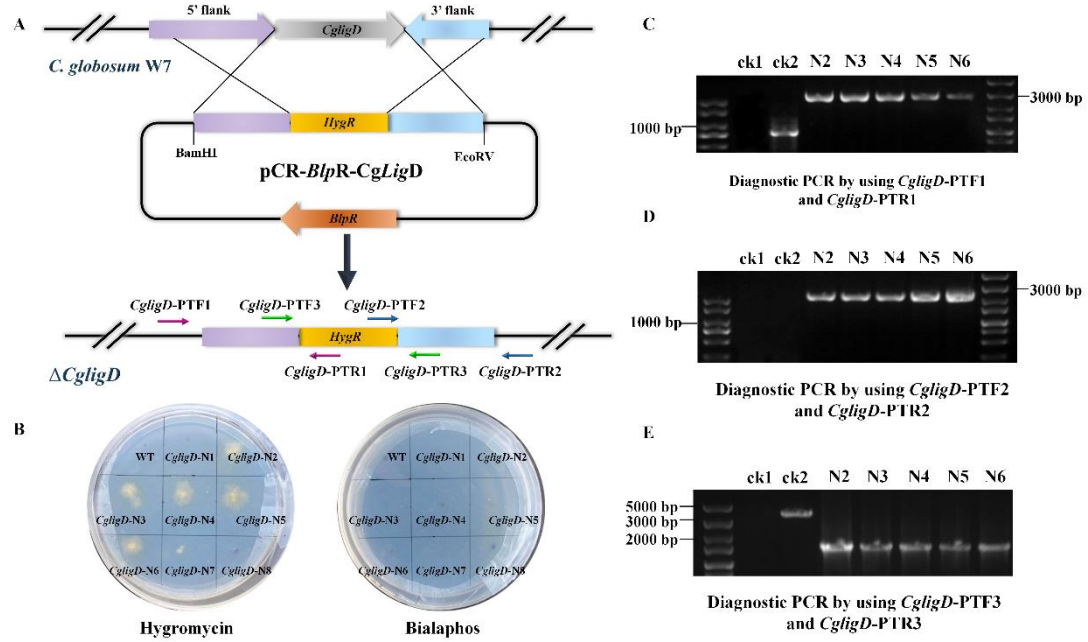 A
5' flank
3' flank
CgligD
C. globosum W7
HygR
BamHI
EcoRV
pCR-BlpR-CgLigD
BlpR
CgligD-PTF1
CgligD-PTF3
CgligD-PTF2
HygR
ΔCgligD
CgligD-PTR1
CgligD-PTR3
CgligD-PTR2
B
WT CgligD-N1 CgligD-N2
CgligD-N3 CgligD-N4 CgligD-N5
CgligD-N6 CgligD-N7 CgligD-N8
Hygromycin
WT CgligD-N1 CgligD-N2
CgligD-N3 CgligD-N4 CgligD-N5
CgligD-N6 CgligD-N7 CgligD-N8
Bialaphos
C
ck1 ck2 N2 N3 N4 N5 N6
3000 bp
1000 bp
Diagnostic PCR by using CgligD-PTF1
and CgligD-PTR1
D
ck1 ck2 N2 N3 N4 N5 N6
3000 bp
1000 bp
Diagnostic PCR by using CgligD-PTF2
and CgligD-PTR2
E
ck1 ck2 N2 N3 N4 N5 N6
5000 bp
3000 bp
2000 bp
Diagnostic PCR by using CgligD-PTF3
and CgligD-PTR3